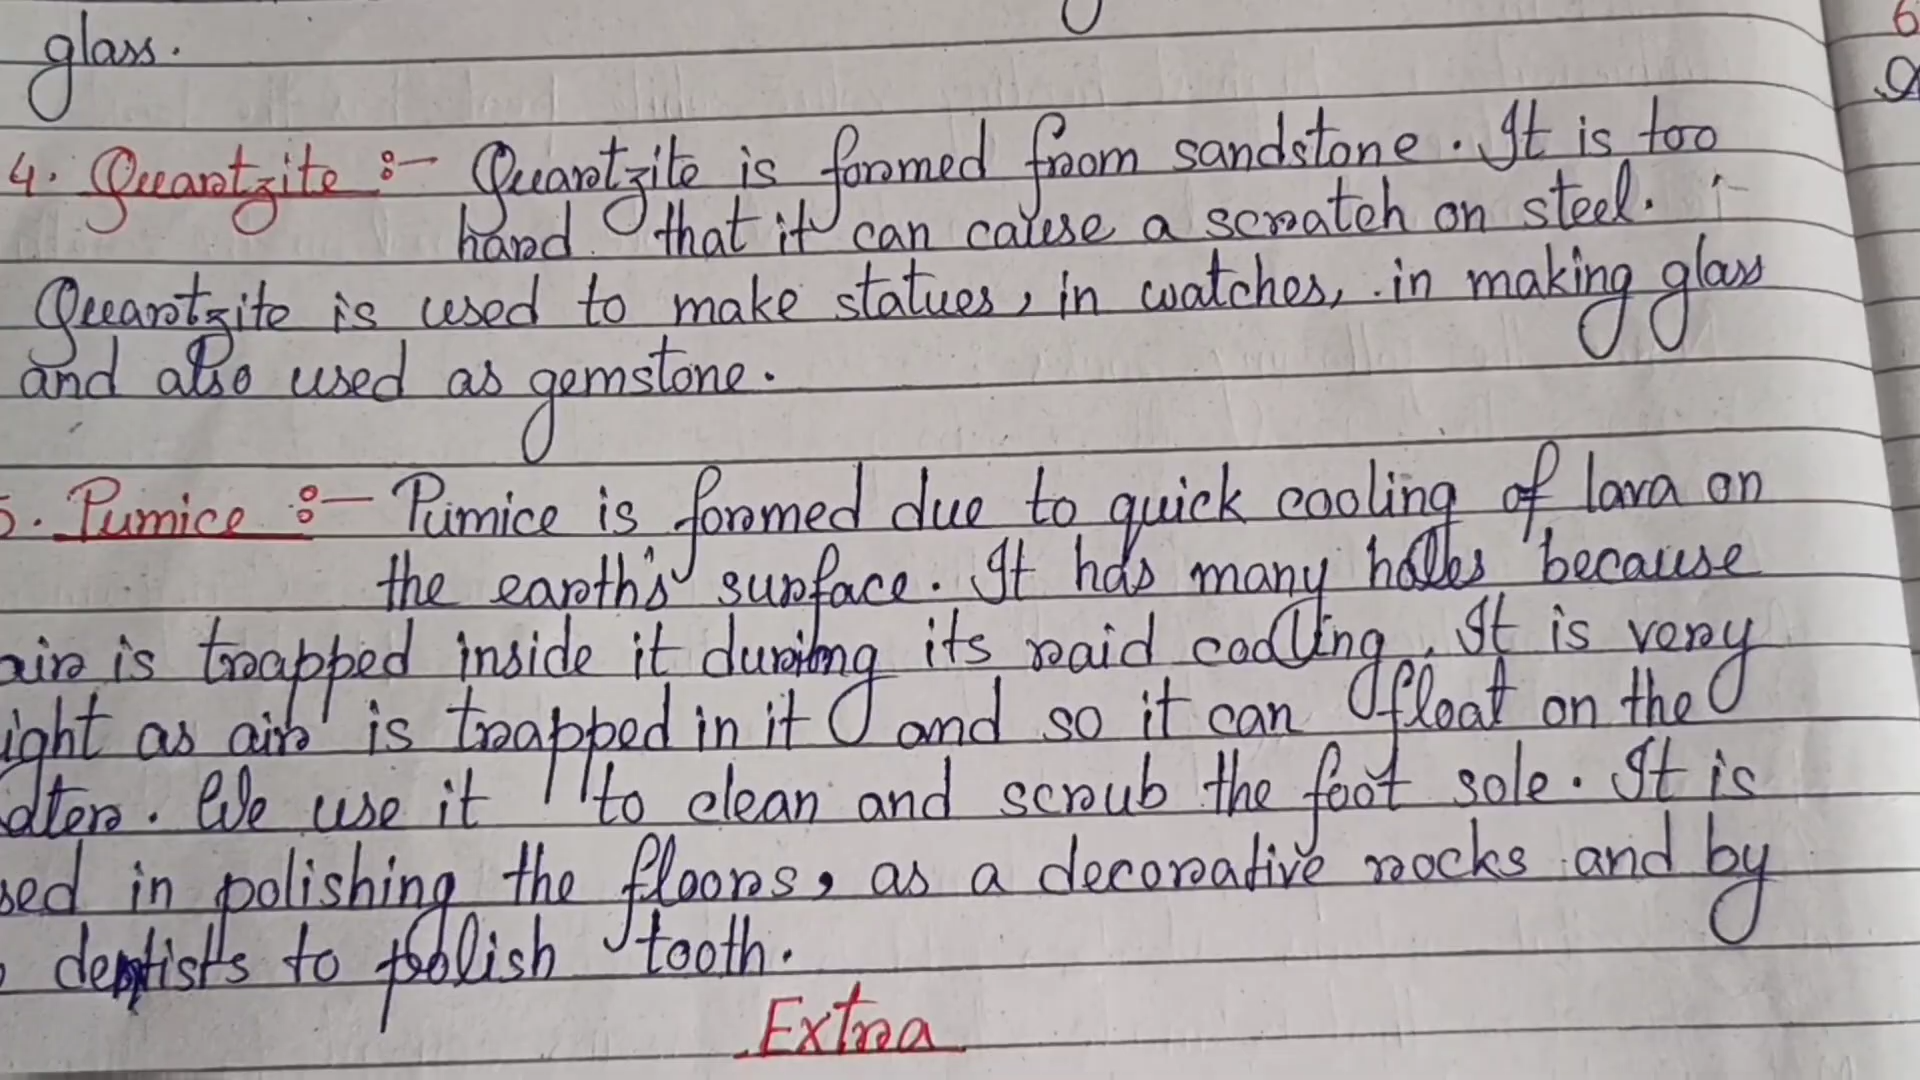 glass.
4. Quartzite :- Quartzite is formed from sandstone. It is too
hard that it can cause a scratch on steel.
Quartzite is used to make statues, in watches, in making glass
and also used as gemstone.
5. Pumice :- Pumice is formed due to quick cooling of lava on
the earth's surface. It has many holes because
air is trapped inside it during its raid cooling. It is very
ight as air is trapped in it and so it can float on the
ater. We use it to clean and scrub the foot sole. It is
sed in polishing the floors, as a decorative rocks and by
dentists to polish tooth.
Extra